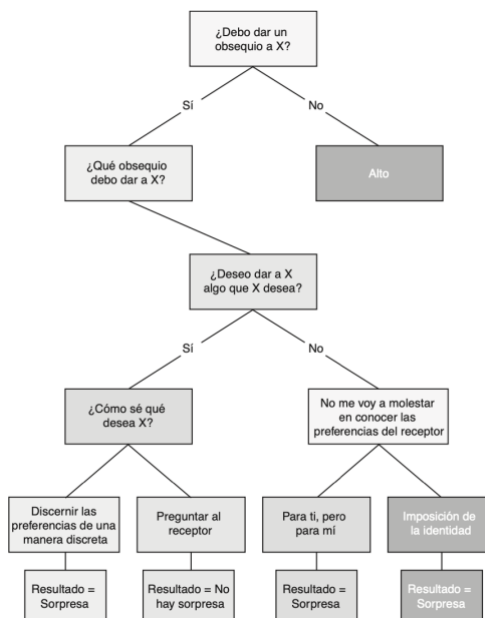 ¿Debo dar un
obsequio a X?
Sí
No
¿Qué obsequio
debo dar a X?
Alto
¿Deseo dar a X
algo que X desea?
Sí
No
¿Cómo sé qué
desea X?
No me voy a molestar
en conocer las
preferencias del receptor
Discernir las
preferencias de una
manera discreta
Preguntar al
receptor
Para ti, pero
para mí
Imposición de
la identidad
Resultado =
Sorpresa
Resultado = No
hay sorpresa
Resultado =
Sorpresa
Resultado =
Sorpresa